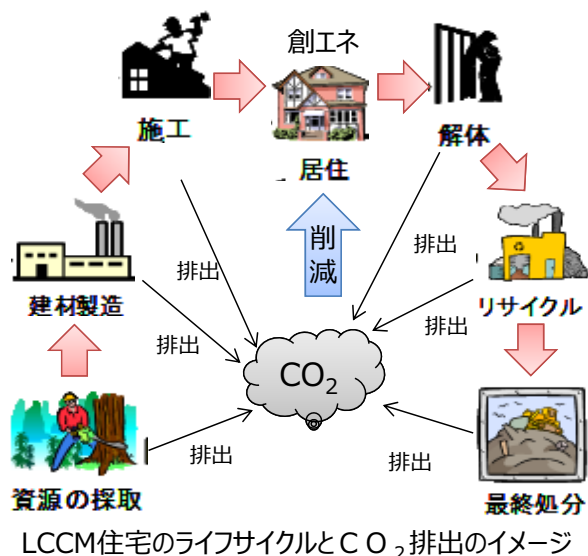 創エネ
施工
居住
解体
削減
排出
排出
建材製造
リサイクル
排出
排出
CO₂
資源の採取
排出
排出
最終処分
LCCM住宅のライフサイクルとCO₂排出のイメージ